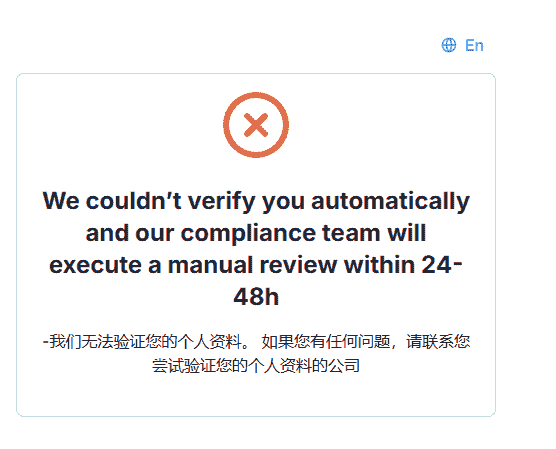 En
We couldn’t verify you automatically
and our compliance team will
execute a manual review within 24-
48h
-我们无法验证您的个人资料。 如果您有任何问题，请联系您
尝试验证您的个人资料的公司